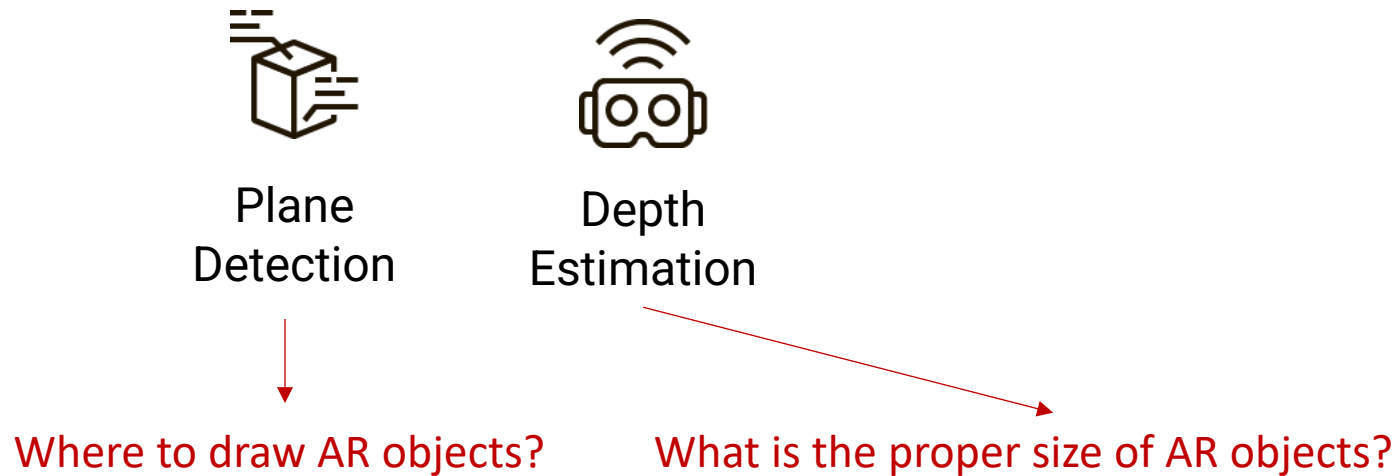 Plane
Detection
Depth
Estimation
Where to draw AR objects?
What is the proper size of AR objects?